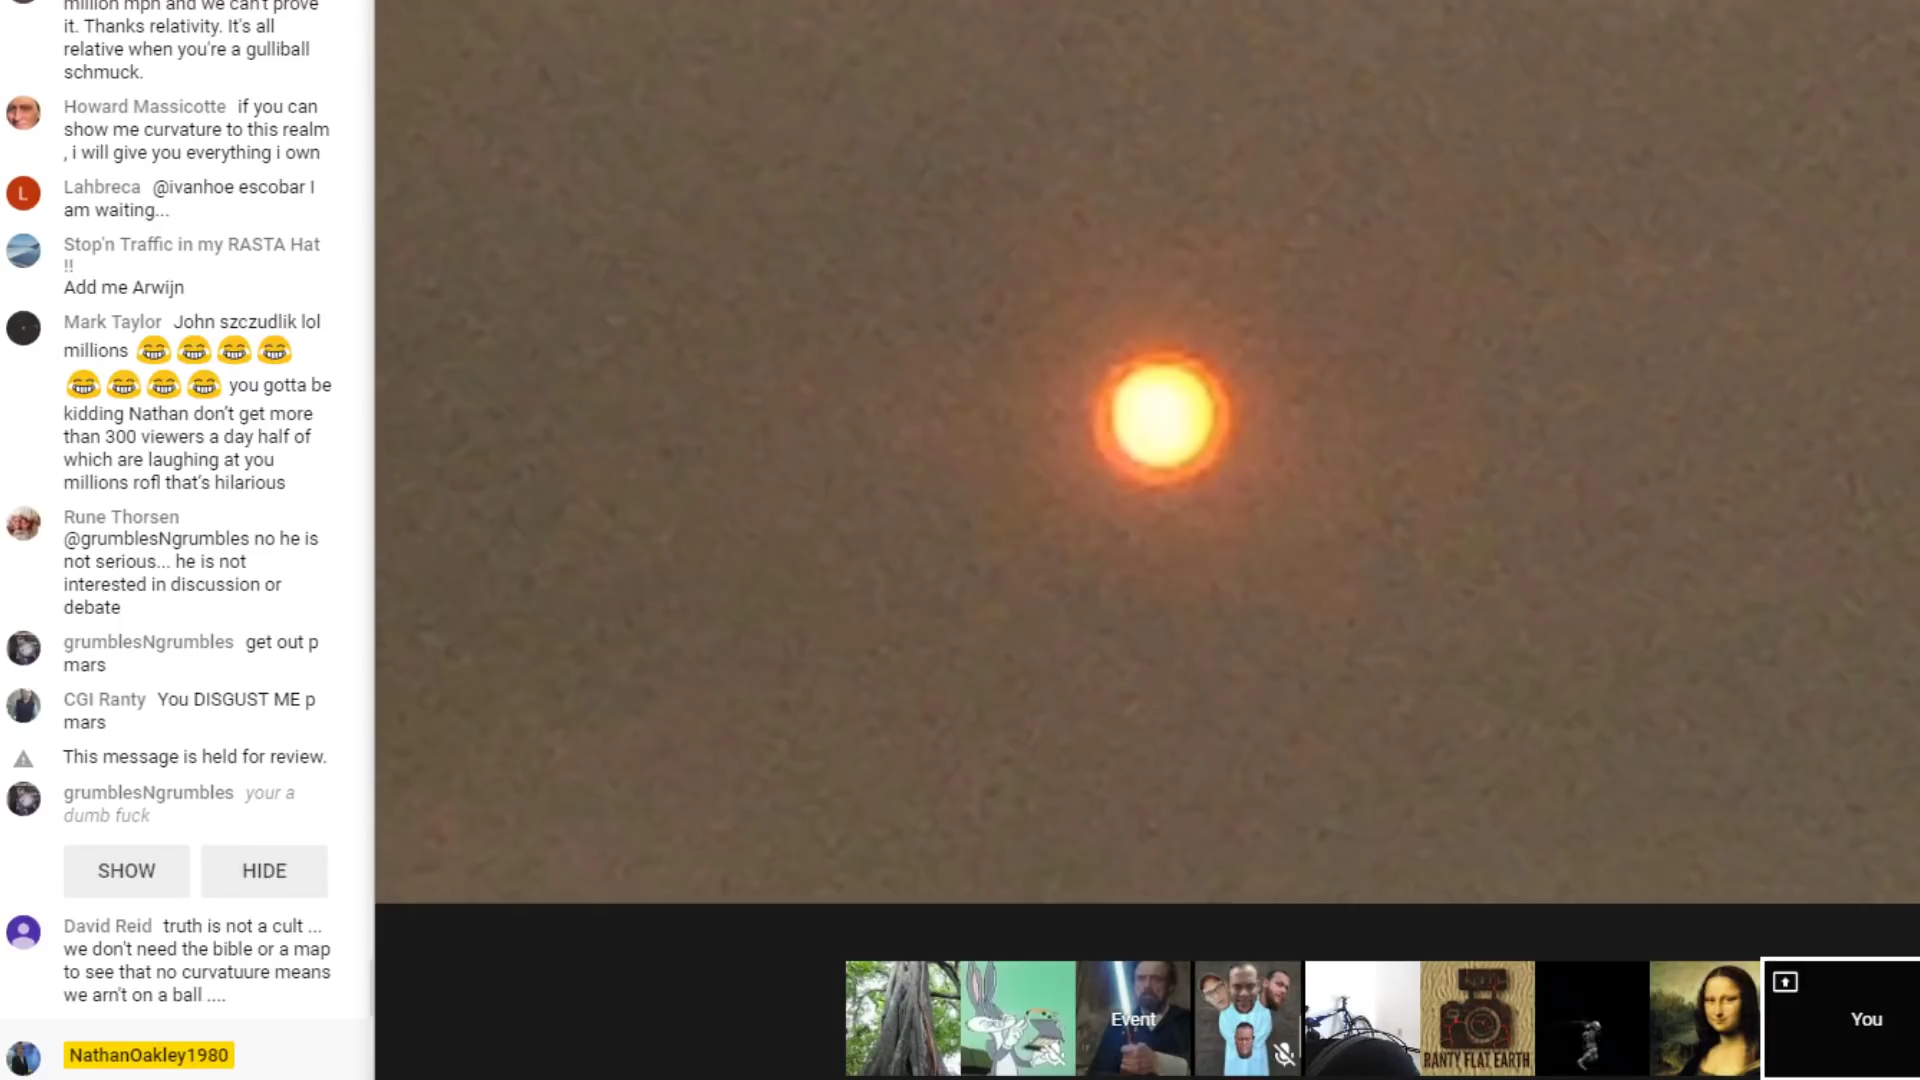 million mph and we can't prove
it. Thanks relativity. It's all
relative when you're a gulliball
schmuck.
Howard Massicotte if you can
show me curvature to this realm
, i will give you everything i own
L
Lahbreca @ivanhoe escobar I
am waiting...
Stop'n Traffic in my RASTA Hat
!!
Add me Arwijn
Mark Taylor John szczudlik lol
millions 😂😂😂😂
😂😂😂😂 you gotta be
kidding Nathan don't get more
than 300 viewers a day half of
which are laughing at you
millions rofl that's hilarious
Rune Thorsen
@grumblesNgrumbles no he is
not serious... he is not
interested in discussion or
debate
grumblesNgrumbles get out p
mars
CGI Ranty You DISGUST ME p
mars
This message is held for review.
grumblesNgrumbles your a
dumb fuck
SHOW HIDE
David Reid truth is not a cult ...
we don't need the bible or a map
to see that no curvatuure means
we arn't on a ball ....
NathanOakley1980
Event
RANTY FLAT EARTH
You